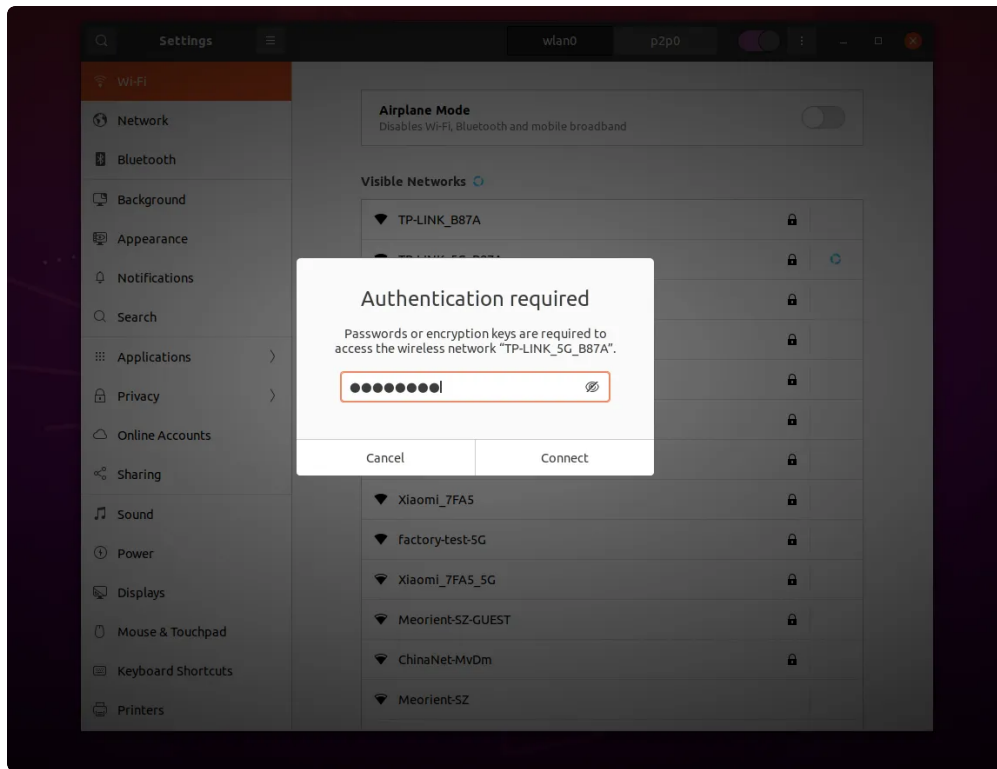 Settings
wlan0
p2p0
Wi-Fi
Network
Bluetooth
Background
Appearance
Notifications
Search
Applications
Privacy
Online Accounts
Sharing
Sound
Power
Displays
Mouse & Touchpad
Keyboard Shortcuts
Printers
Airplane Mode
Disables Wi-Fi, Bluetooth and mobile broadband
Visible Networks
TP-LINK_B87A
Authentication required
Passwords or encryption keys are required to
access the wireless network “TP-LINK_5G_B87A”.
Cancel
Connect
Xiaomi_7FA5
factory-test-5G
Xiaomi_7FA5_5G
Meorient-SZ-GUEST
ChinaNet-MvDm
Meorient-SZ